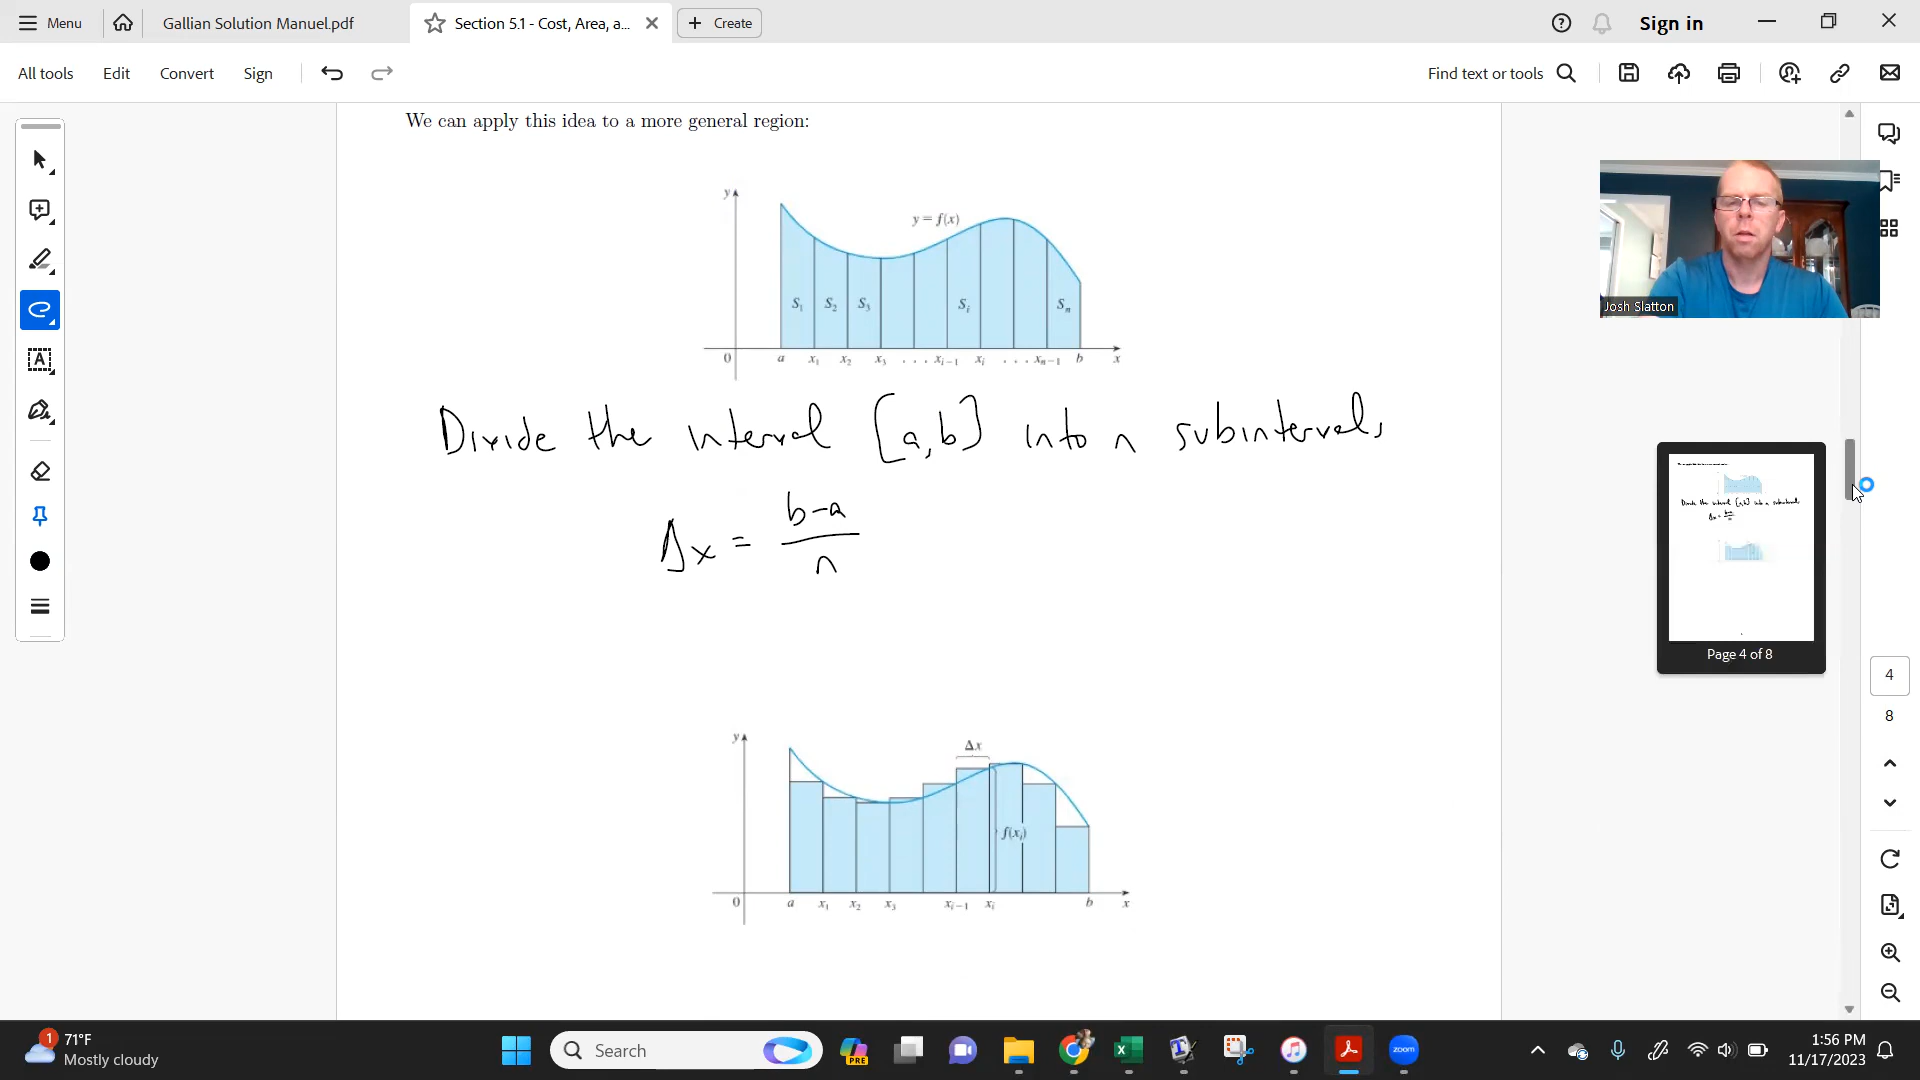 Menu
Gallian Solution Manuel.pdf
Section 5.1 - Cost, Area, a...
Create
Sign in
All tools
Edit
Convert
Sign
Find text or tools
We can apply this idea to a more general region:
y
y = f(x)
S1 S2 S3 Si Sn
0 a x1 x2 x3 . . . xi−1 xi . . . xn−1 b x
Divide the interval [a,b] into n subintervals
Δx = b-a / n
y
Δx
f(xi)
0 a x1 x2 x3 xi−1 xi b x
Josh Slatton
Page 4 of 8
4
8
1
71°F
Mostly cloudy
Search
PRE
zoom
1:56 PM
11/17/2023